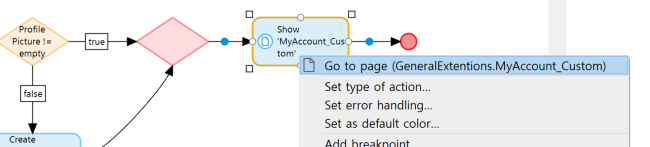 Profile
Picture !=
empty
true
Show
'MyAccount_Cus
tom'
Go to page (GeneralExtentions.MyAccount_Custom)
false
Set type of action...
Set error handling...
Set as default color...
Create
Add breakpoint